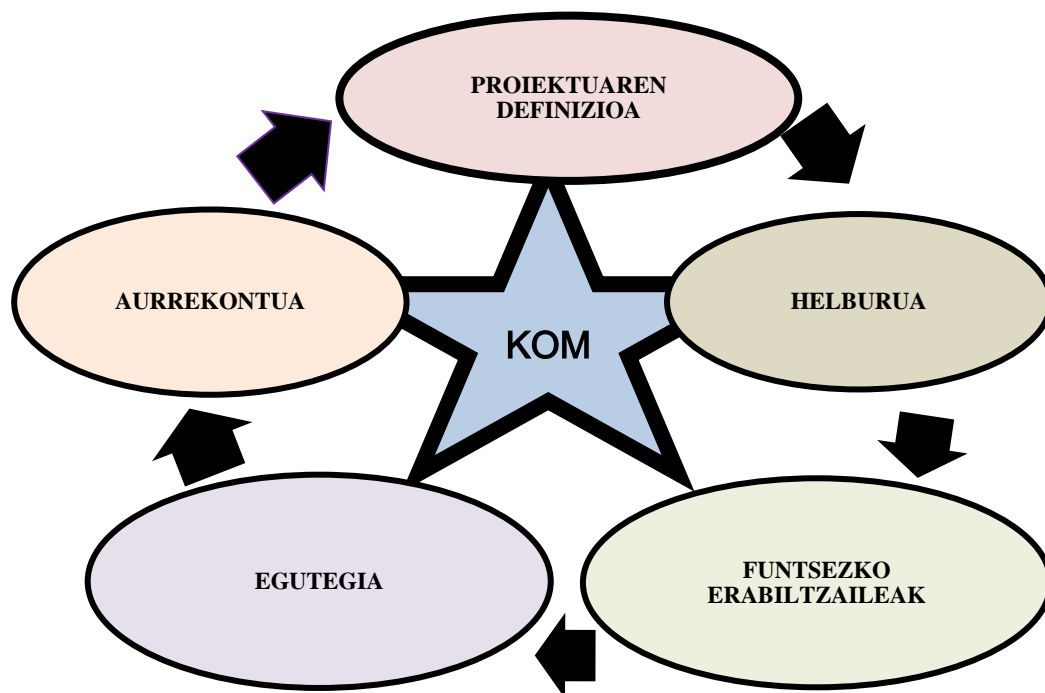 PROIEKTUAREN
DEFINIZIOA
AURREKONTUA
HELBURUA
KOM
EGUTEGIA
FUNTSEZKO
ERABILTZAILEAK